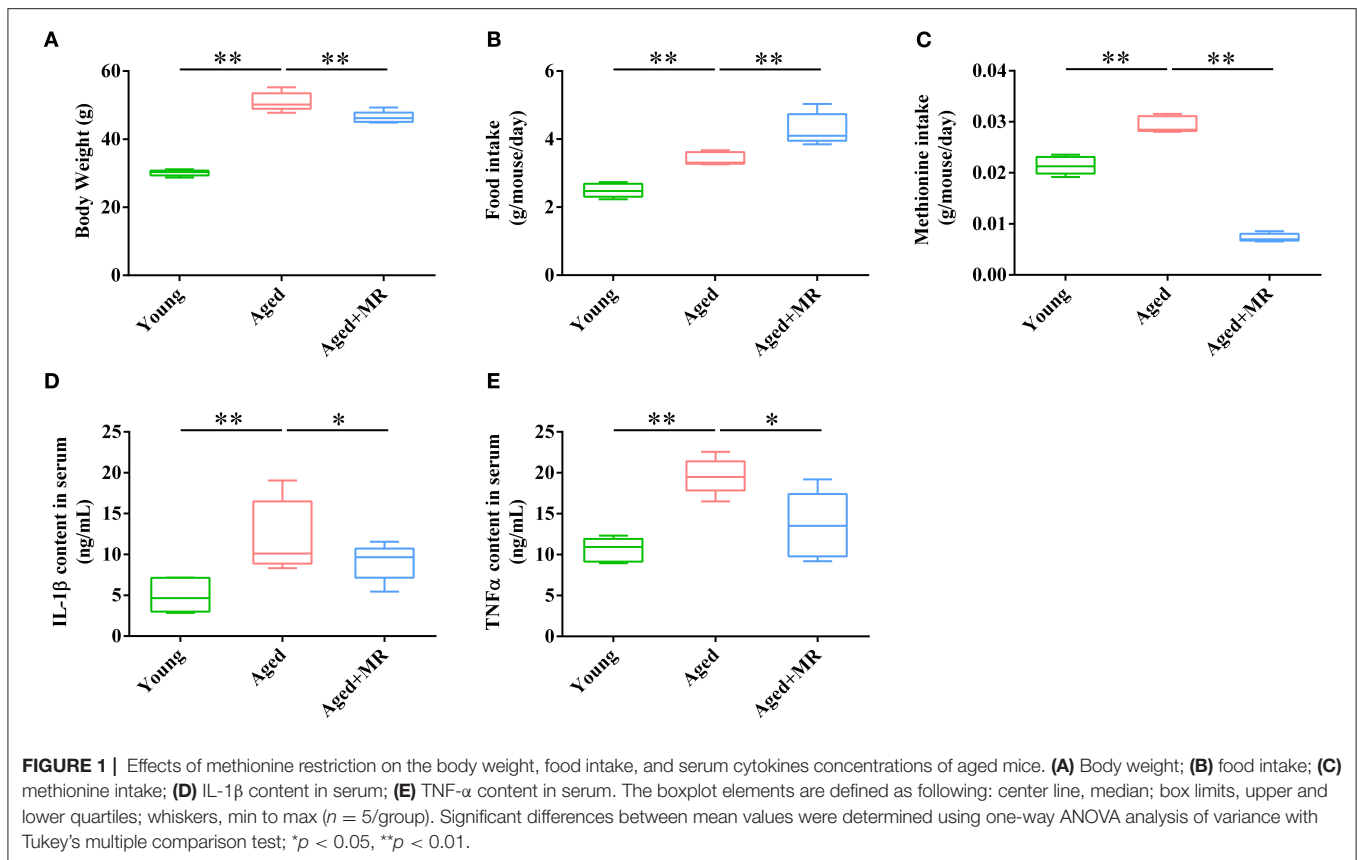 A
** **
Body Weight (g)
60
40
20
0
Young
Aged
Aged+MR
B
** **
Food intake
(g/mouse/day)
6
4
2
0
Young
Aged
Aged+MR
C
** **
Methionine intake
(g/mouse/day)
0.04
0.03
0.02
0.01
0.00
Young
Aged
Aged+MR
D
** *
IL-1β content in serum
(ng/mL)
25
20
15
10
5
0
Young
Aged
Aged+MR
E
** *
TNFα content in serum
(ng/mL)
25
20
15
10
5
0
Young
Aged
Aged+MR
FIGURE 1 | Effects of methionine restriction on the body weight, food intake, and serum cytokines concentrations of aged mice. (A) Body weight; (B) food intake; (C)
methionine intake; (D) IL-1β content in serum; (E) TNF-α content in serum. The boxplot elements are defined as following: center line, median; box limits, upper and
lower quartiles; whiskers, min to max (n = 5/group). Significant differences between mean values were determined using one-way ANOVA analysis of variance with
Tukey's multiple comparison test; *p < 0.05, **p < 0.01.